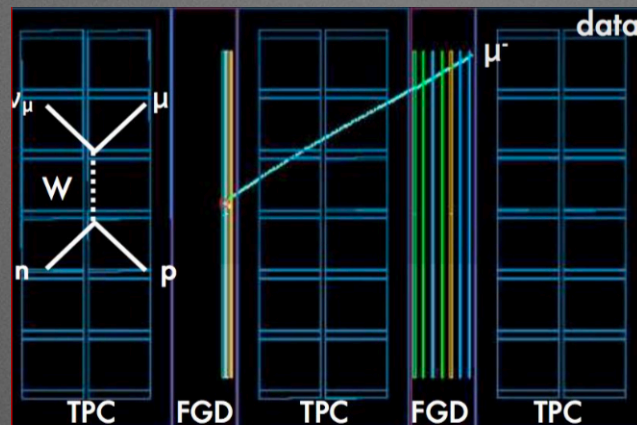 data
μ-
νμ μ
W
n p
TPC FGD TPC FGD TPC